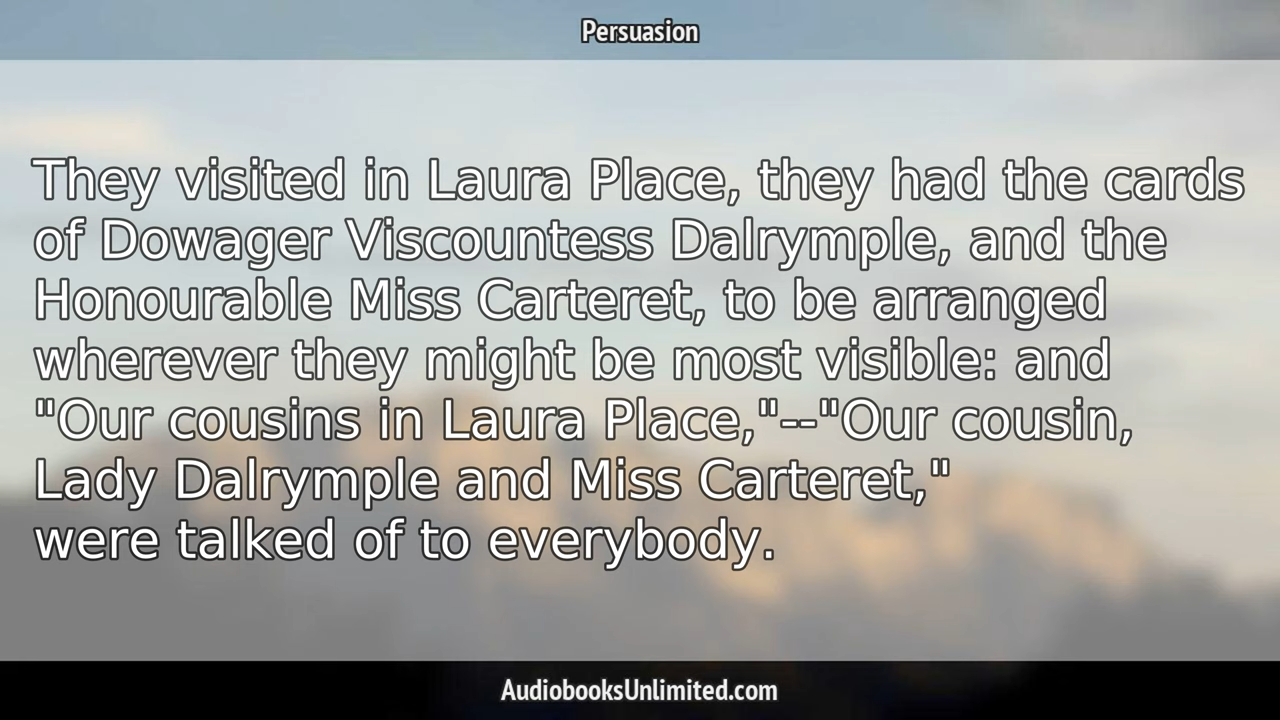 Persuasion
They visited in Laura Place, they had the cards
of Dowager Viscountess Dalrymple, and the
Honourable Miss Carteret, to be arranged
wherever they might be most visible: and
"Our cousins in Laura Place,"--"Our cousin,
Lady Dalrymple and Miss Carteret,"
were talked of to everybody.
AudiobooksUnlimited.com